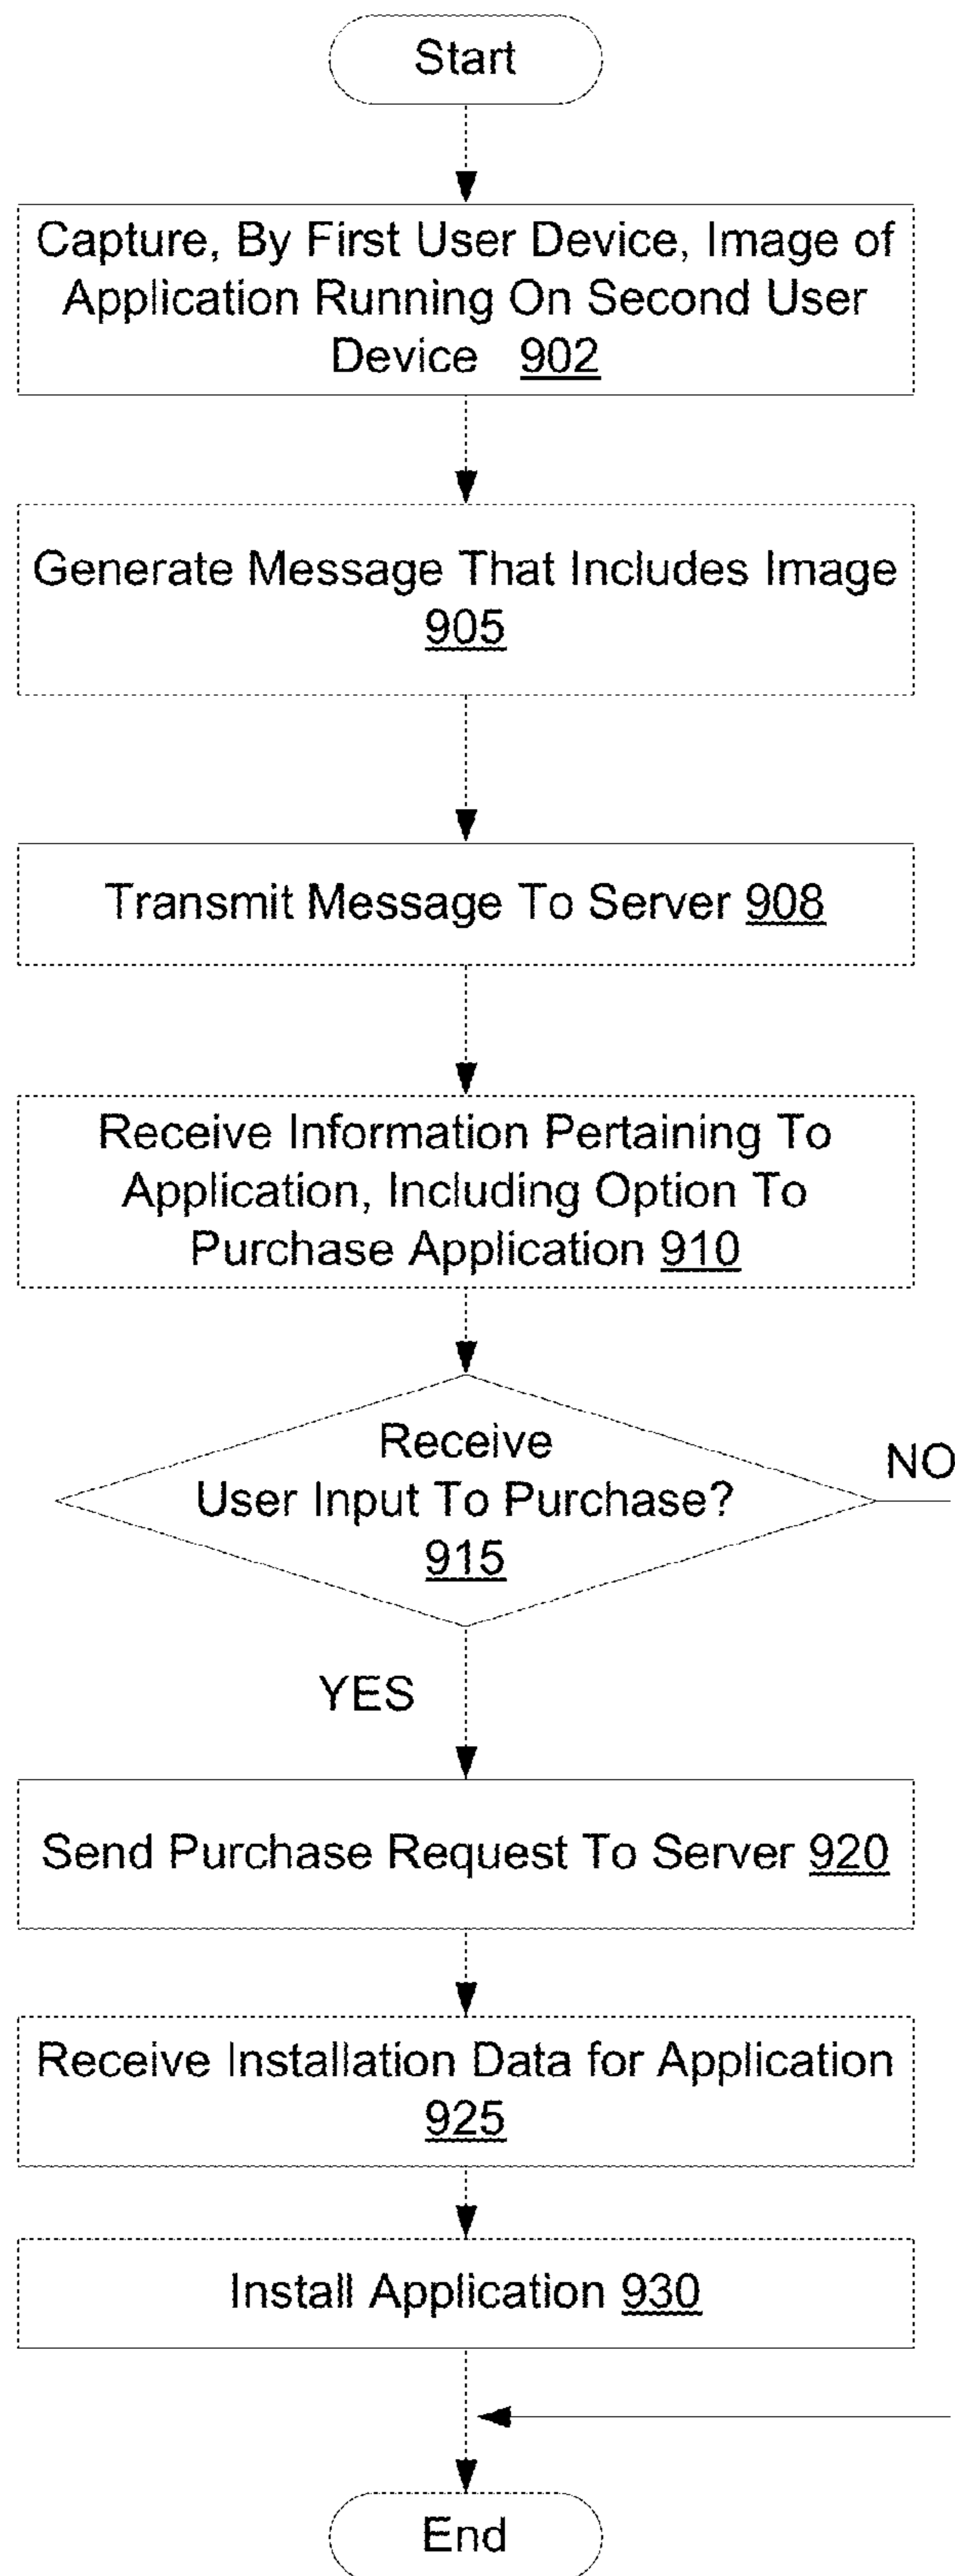 Start
Capture, By First User Device, Image of
Application Running On Second User
Device 902
Generate Message That Includes Image
905
Transmit Message To Server 908
Receive Information Pertaining To
Application, Including Option To
Purchase Application 910
Receive
User Input To Purchase?
915
NO
YES
Send Purchase Request To Server 920
Receive Installation Data for Application
925
Install Application 930
End